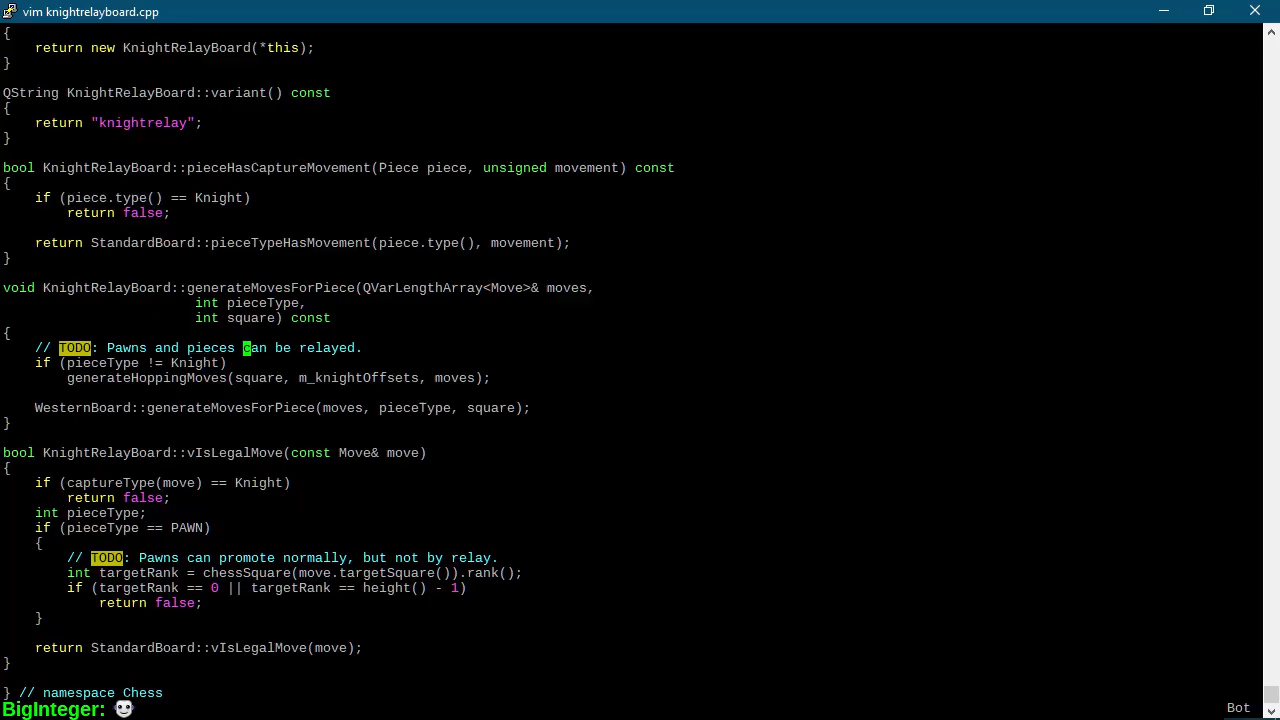 vim knightrelayboard.cpp
{
    return new KnightRelayBoard(*this);
}
QString KnightRelayBoard::variant() const
{
    return "knightrelay";
}
bool KnightRelayBoard::pieceHasCaptureMovement(Piece piece, unsigned movement) const
{
    if (piece.type() == Knight)
        return false;
    return StandardBoard::pieceTypeHasMovement(piece.type(), movement);
}
void KnightRelayBoard::generateMovesForPiece(QVarLengthArray<Move>& moves,
                        int pieceType,
                        int square) const
{
    // TODO: Pawns and pieces can be relayed.
    if (pieceType != Knight)
        generateHoppingMoves(square, m_knightOffsets, moves);
    WesternBoard::generateMovesForPiece(moves, pieceType, square);
}
bool KnightRelayBoard::vIsLegalMove(const Move& move)
{
    if (captureType(move) == Knight)
        return false;
    int pieceType;
    if (pieceType == PAWN)
    {
        // TODO: Pawns can promote normally, but not by relay.
        int targetRank = chessSquare(move.targetSquare()).rank();
        if (targetRank == 0 || targetRank == height() - 1)
            return false;
    }
    return StandardBoard::vIsLegalMove(move);
}
} // namespace Chess
BigInteger:
Bot